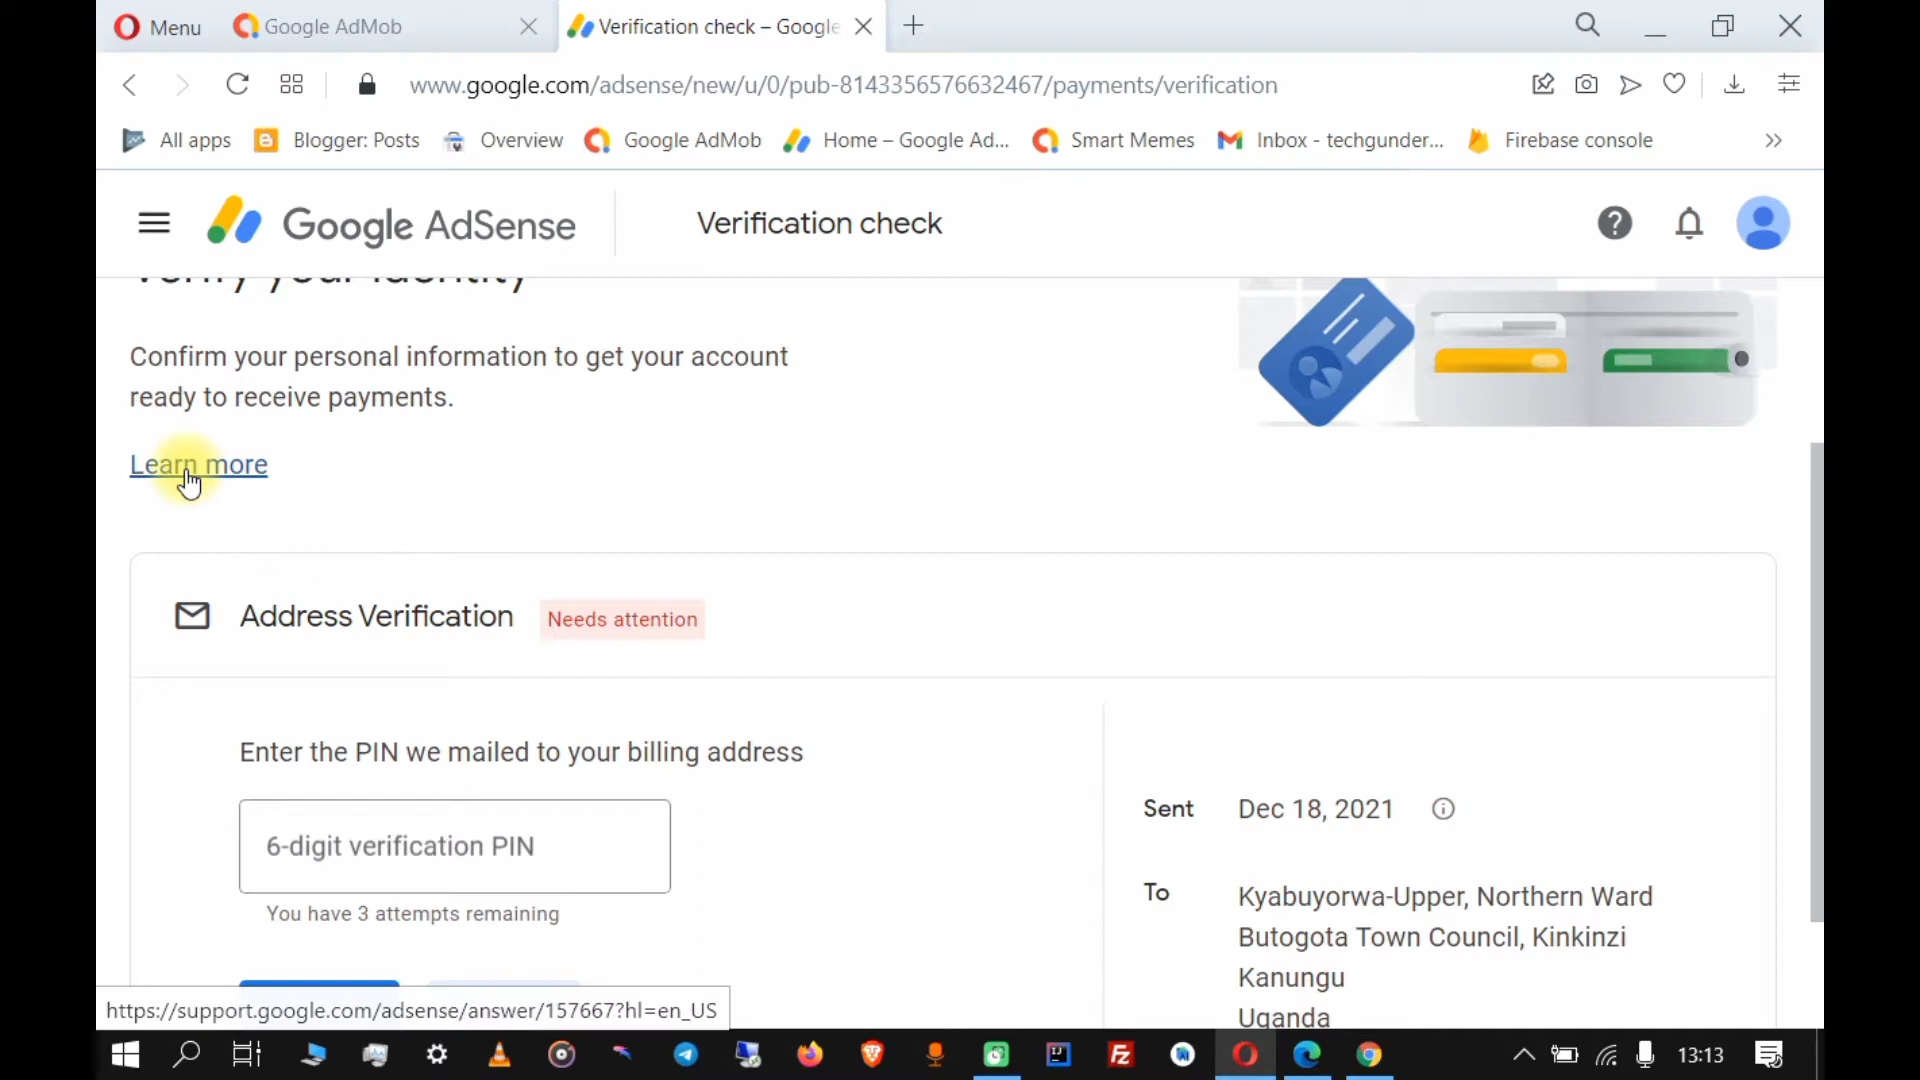 Menu
Google AdMob
Verification check – Google
www.google.com/adsense/new/u/0/pub-8143356576632467/payments/verification
All apps
Blogger: Posts
Overview
Google AdMob
Home – Google Ad...
Smart Memes
Inbox - techgunder...
Firebase console
Google AdSense
Verification check
Verify your identity
Confirm your personal information to get your account
ready to receive payments.
Learn more
Address Verification
Needs attention
Enter the PIN we mailed to your billing address
6-digit verification PIN
You have 3 attempts remaining
Sent
Dec 18, 2021
To
Kyabuyorwa-Upper, Northern Ward
Butogota Town Council, Kinkinzi
Kanungu
Uganda
https://support.google.com/adsense/answer/157667?hl=en_US
13:13